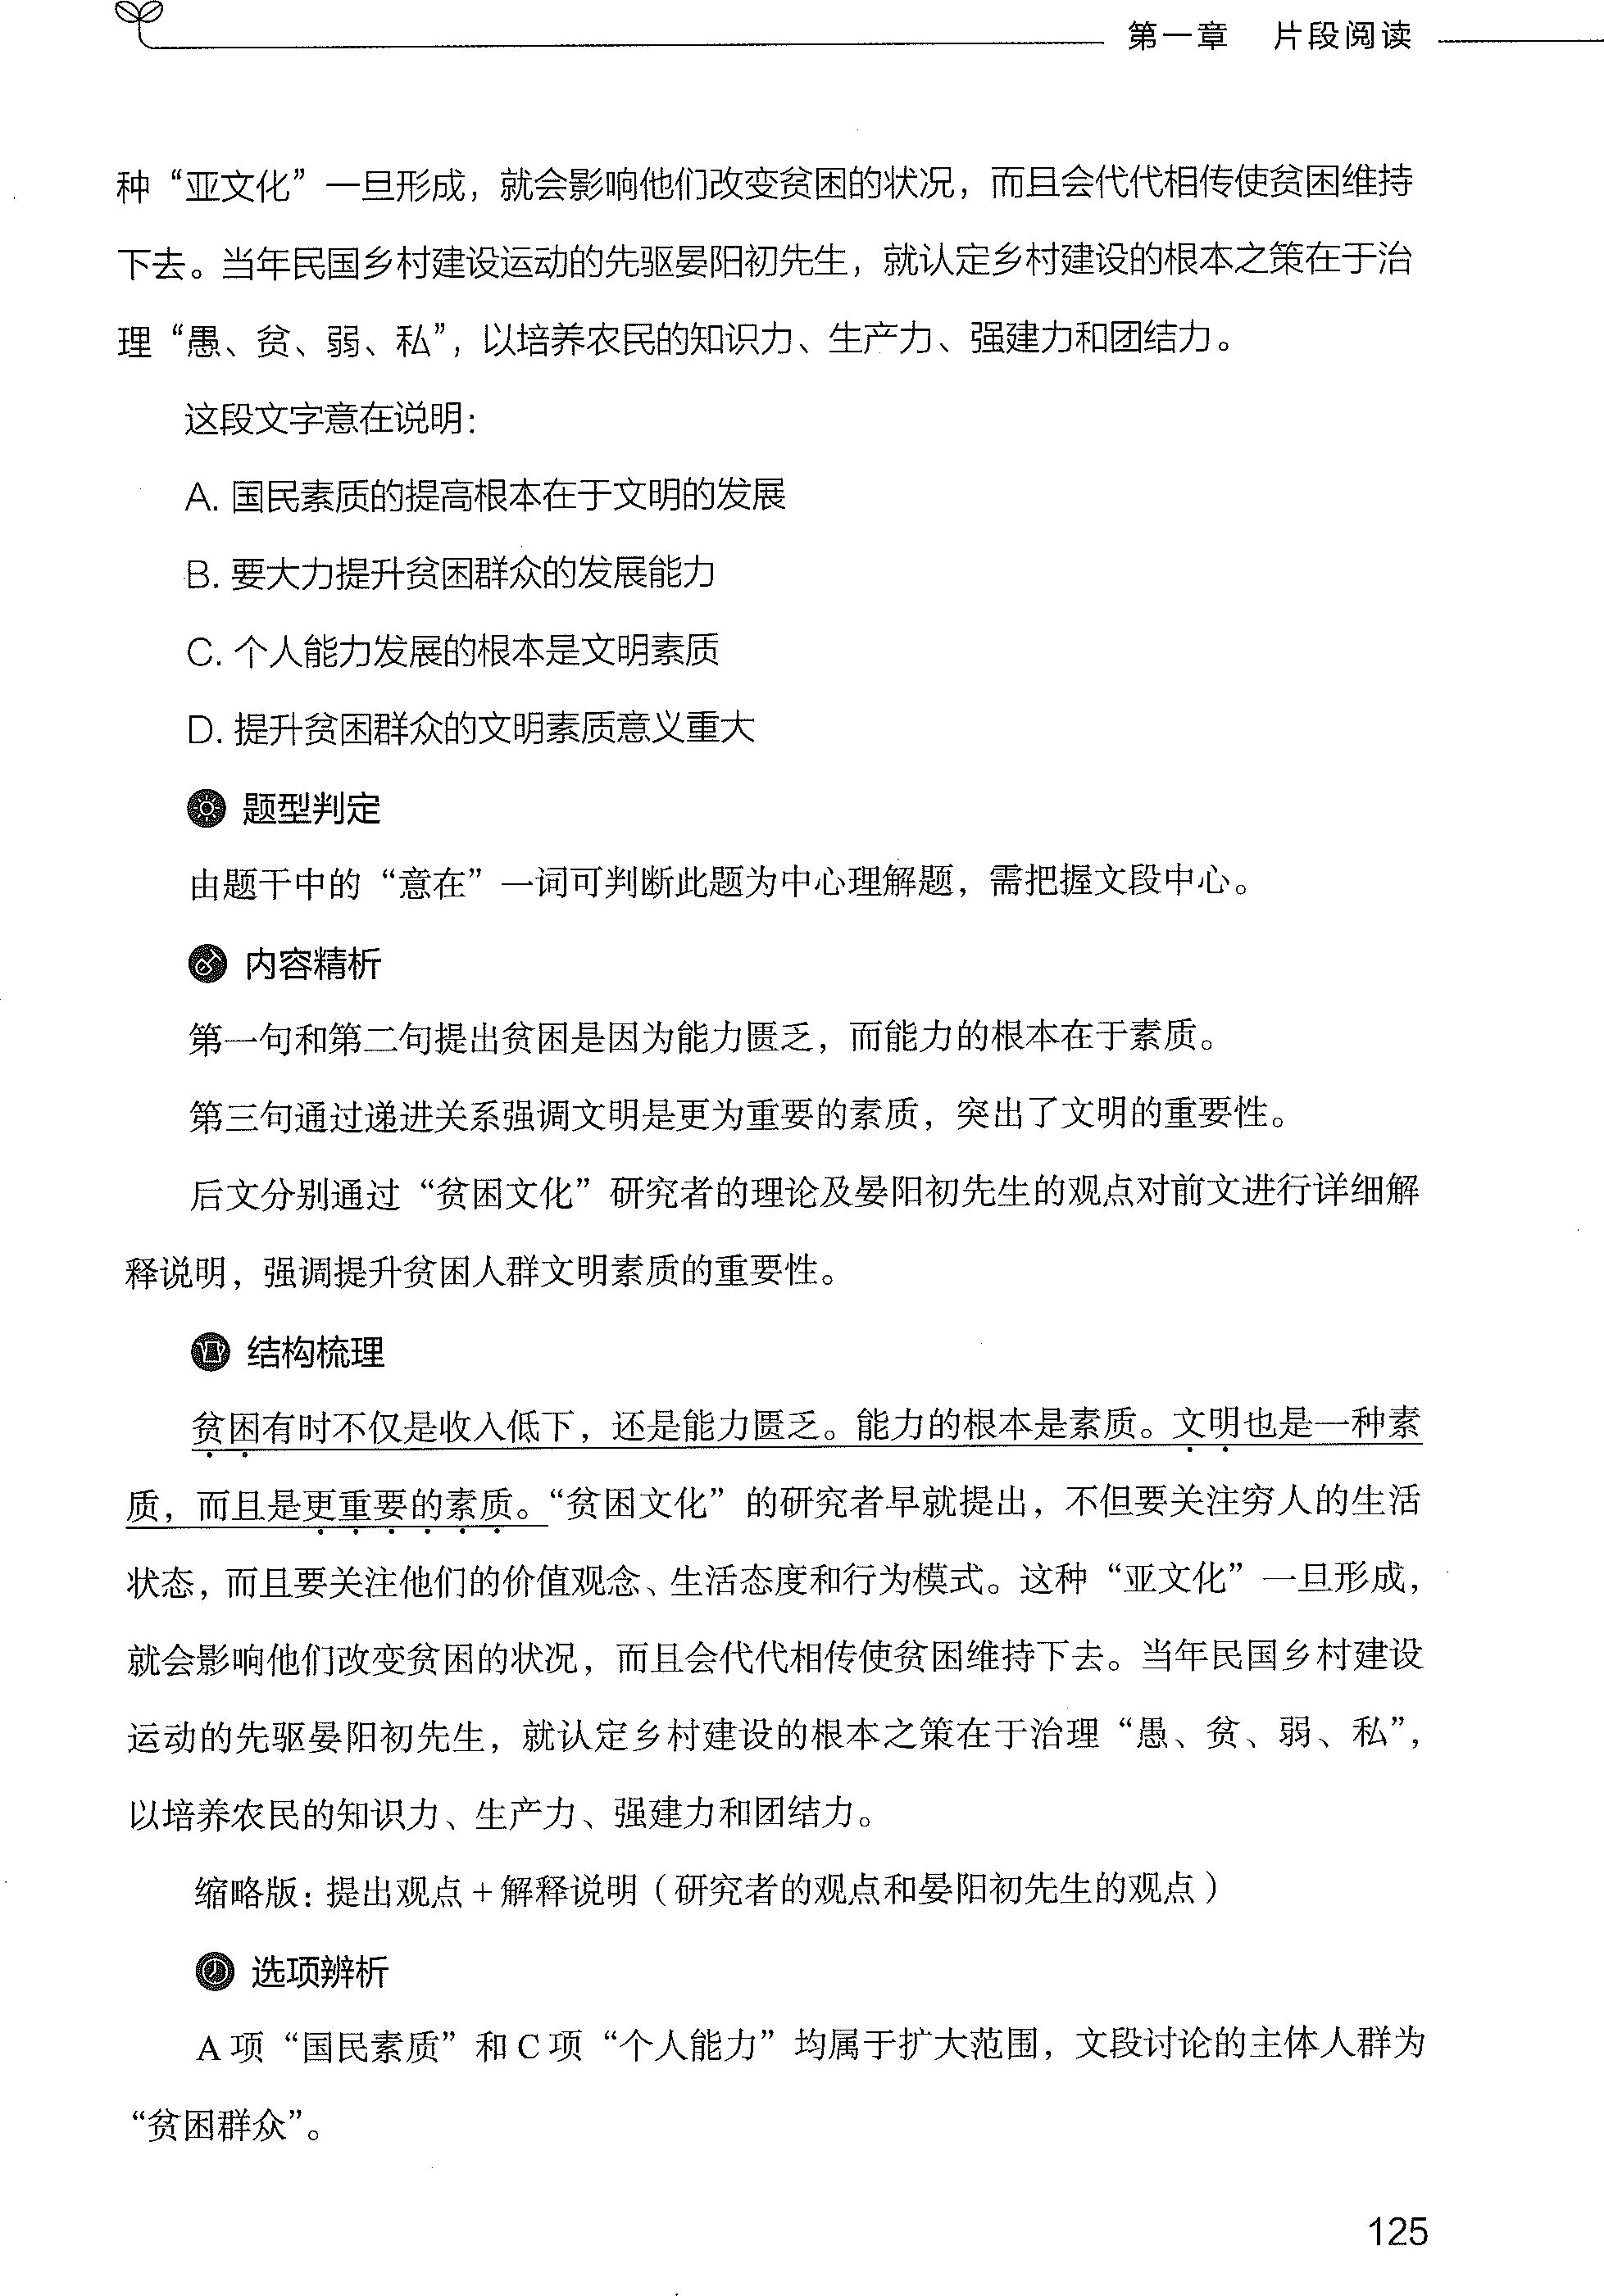 第一章 片段阅读
种“亚文化”一旦形成，就会影响他们改变贫困的状况，而且会代代相传使贫困维持
下去。当年民国乡村建设运动的先驱晏阳初先生，就认定乡村建设的根本之策在于治
理“愚、贫、弱、私”，以培养农民的知识力、生产力、强建力和团结力。
这段文字意在说明：
A. 国民素质的提高根本在于文明的发展
B. 要大力提升贫困群众的发展能力
C. 个人能力发展的根本是文明素质
D. 提升贫困群众的文明素质意义重大
题型判定
由题干中的“意在”一词可判断此题为中心理解题，需把握文段中心。
内容精析
第一句和第二句提出贫困是因为能力匮乏，而能力的根本在于素质。
第三句通过递进关系强调文明是更为重要的素质，突出了文明的重要性。
后文分别通过“贫困文化”研究者的理论及晏阳初先生的观点对前文进行详细解
释说明，强调提升贫困人群文明素质的重要性。
结构梳理
贫困有时不仅是收入低下，还是能力匮乏。能力的根本是素质。文明也是一种素
质，而且是更重要的素质。“贫困文化”的研究者早就提出，不但要关注穷人的生活
状态，而且要关注他们的价值观念、生活态度和行为模式。这种“亚文化”一旦形成，
就会影响他们改变贫困的状况，而且会代代相传使贫困维持下去。当年民国乡村建设
运动的先驱晏阳初先生，就认定乡村建设的根本之策在于治理“愚、贫、弱、私”，
以培养农民的知识力、生产力、强建力和团结力。
缩略版：提出观点+解释说明（研究者的观点和晏阳初先生的观点）
选项辨析
A 项“国民素质”和 C 项“个人能力”均属于扩大范围，文段讨论的主体人群为
“贫困群众”。
125